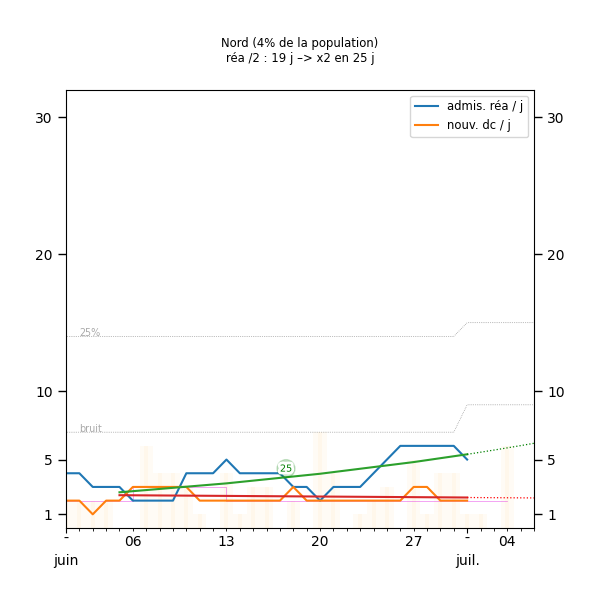 Nord (4% de la population)
réa /2 : 19 j –> x2 en 25 j
admis. réa / j
nouv. dc / j
30
30
20
20
25%
10
10
bruit
5
5
25
1
1
-
06
13
20
27
-
04
juin
juil.